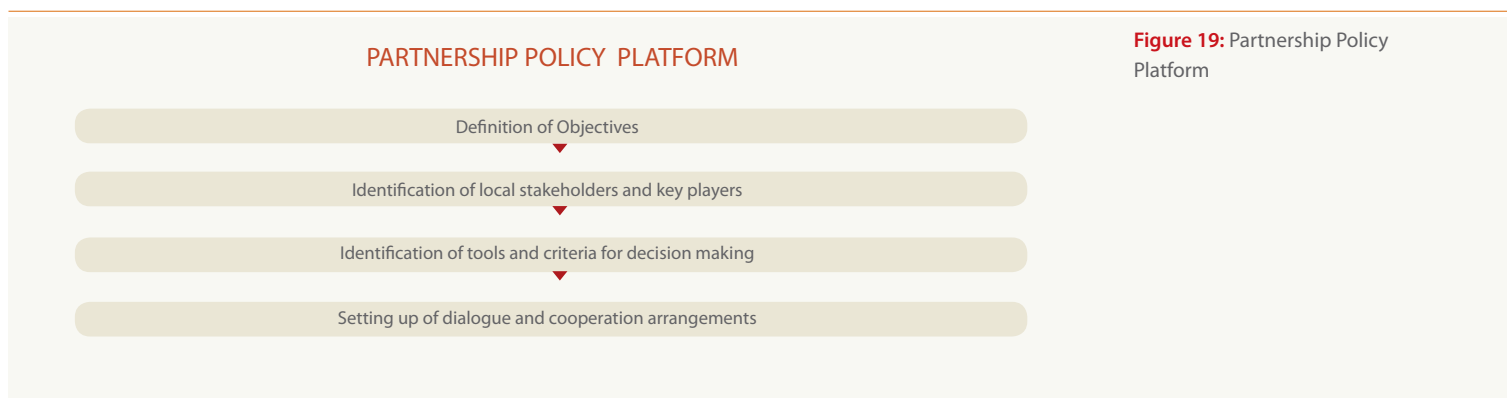 PARTNERSHIP POLICY PLATFORM
Figure 19: Partnership Policy
Platform
Definition of Objectives
Identification of local stakeholders and key players
Identification of tools and criteria for decision making
Setting up of dialogue and cooperation arrangements